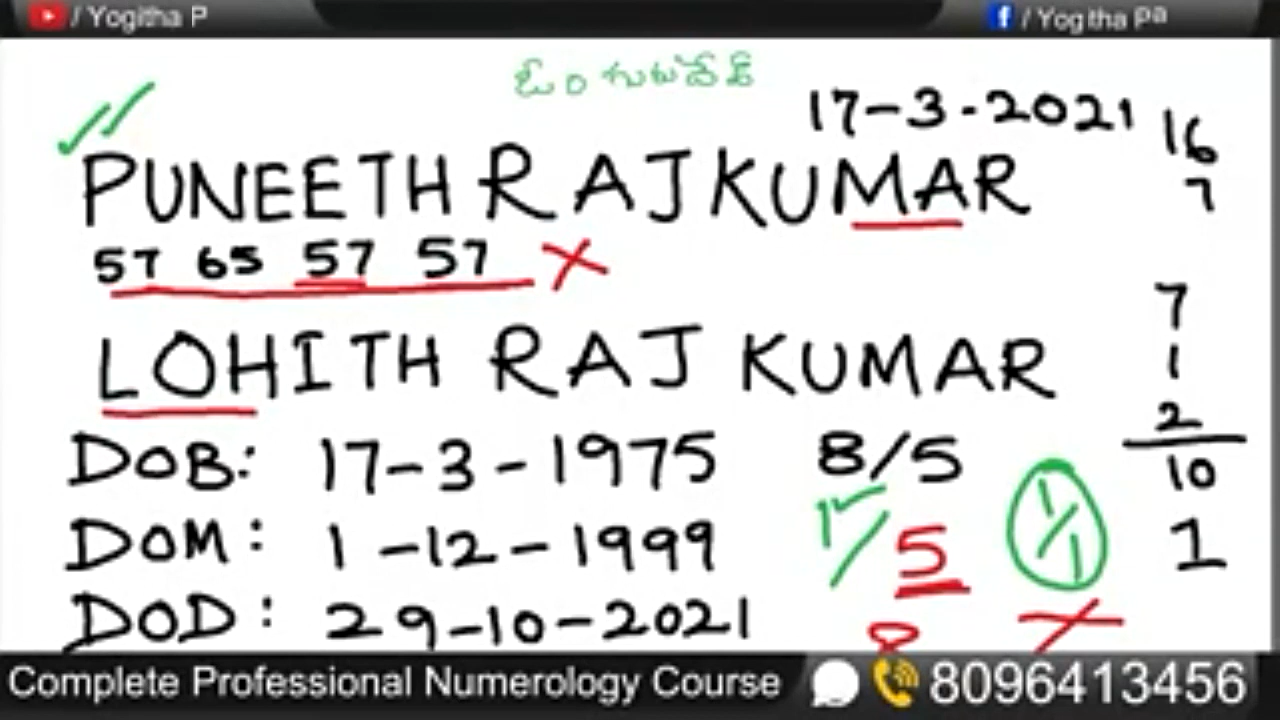 / Yogitha P
/ Yogitha Pa
ఓం గురుదేవ్
17-3-2021
16
7
PUNEETH RAJKUMAR
57 65 57 57 X
7
1
2
10
1
LOHITH RAJ KUMAR
DOB: 17-3-1975 8/5
DOM: 1-12-1999 1/5 1/1
DOD: 29-10-2021 8 X
Complete Professional Numerology Course 8096413456